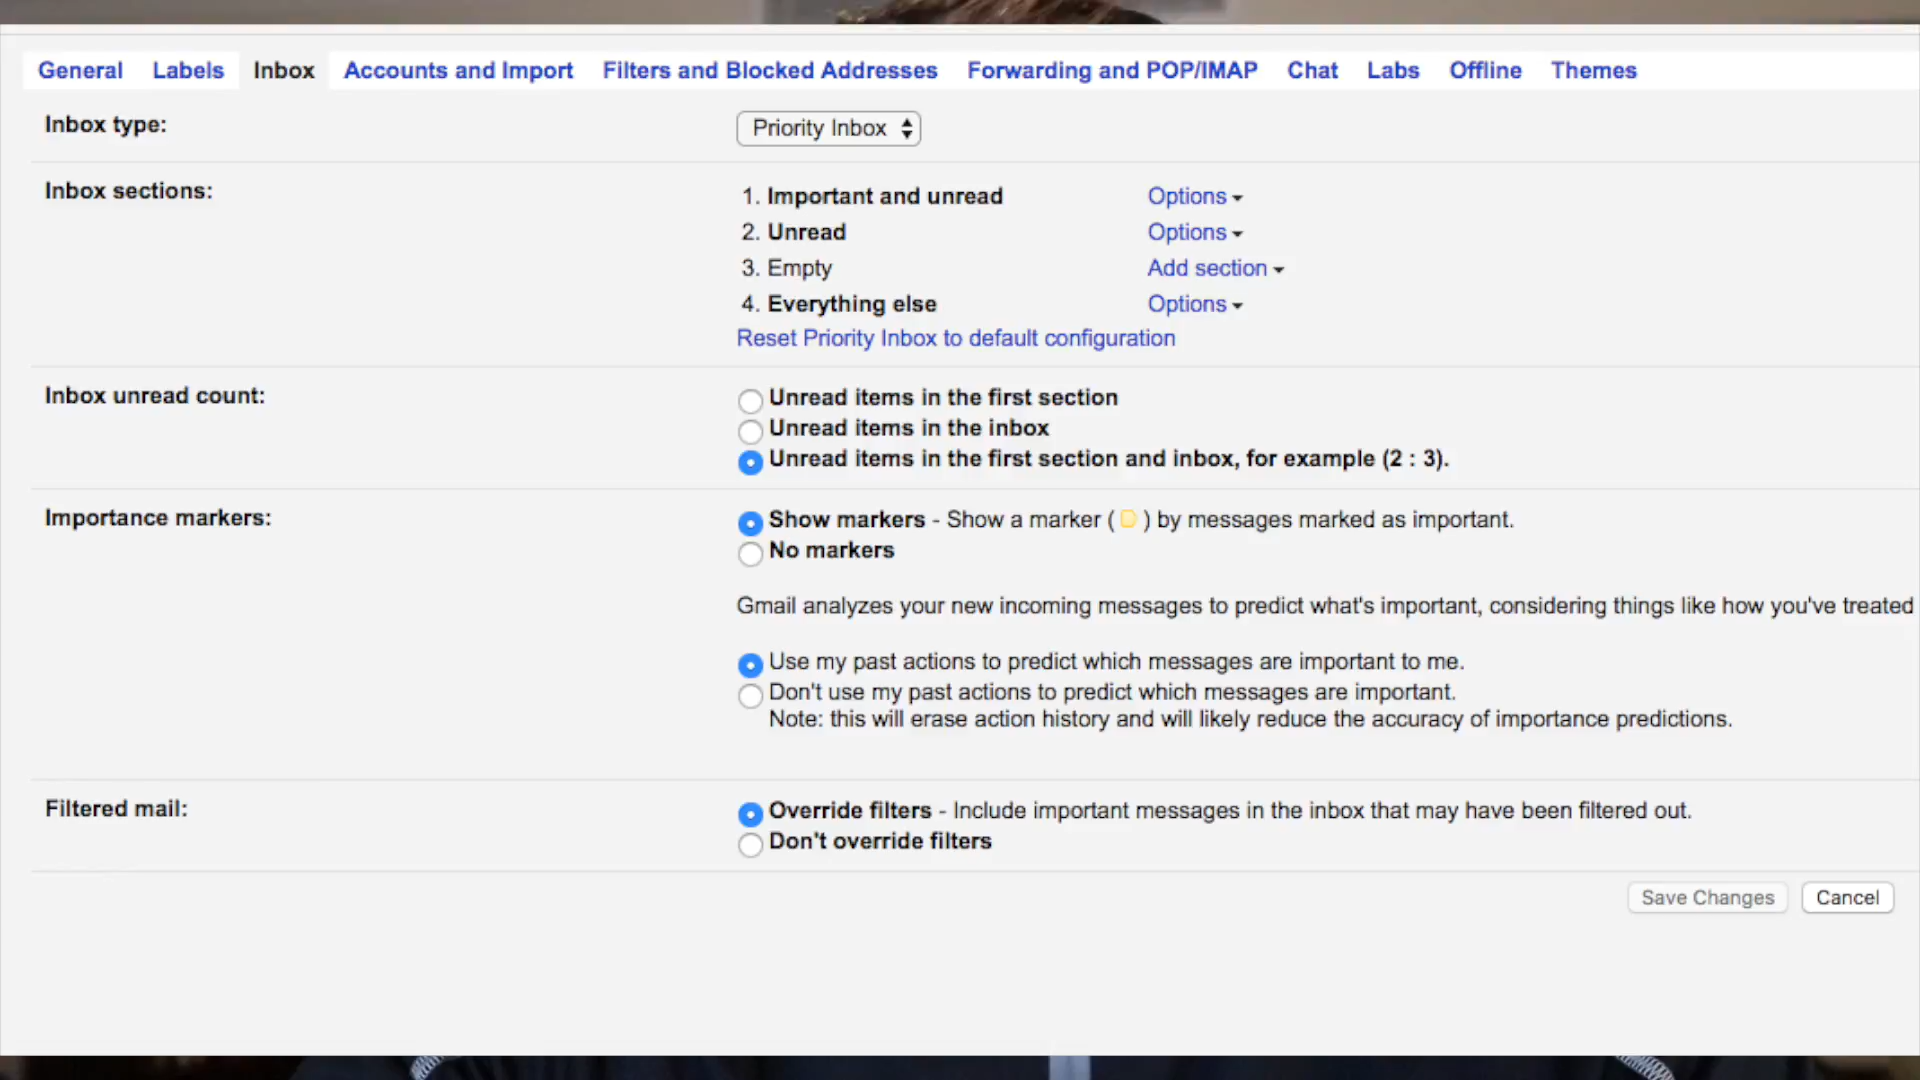 General Labels Inbox Accounts and Import Filters and Blocked Addresses Forwarding and POP/IMAP Chat Labs Offline Themes
Inbox type:
Priority Inbox
Inbox sections:
1. Important and unread Options
2. Unread Options
3. Empty Add section
4. Everything else Options
Reset Priority Inbox to default configuration
Inbox unread count:
Unread items in the first section
Unread items in the inbox
Unread items in the first section and inbox, for example (2 : 3).
Importance markers:
Show markers - Show a marker ( ) by messages marked as important.
No markers
Gmail analyzes your new incoming messages to predict what's important, considering things like how you've treated
Use my past actions to predict which messages are important to me.
Don't use my past actions to predict which messages are important.
Note: this will erase action history and will likely reduce the accuracy of importance predictions.
Filtered mail:
Override filters - Include important messages in the inbox that may have been filtered out.
Don't override filters
Save Changes Cancel